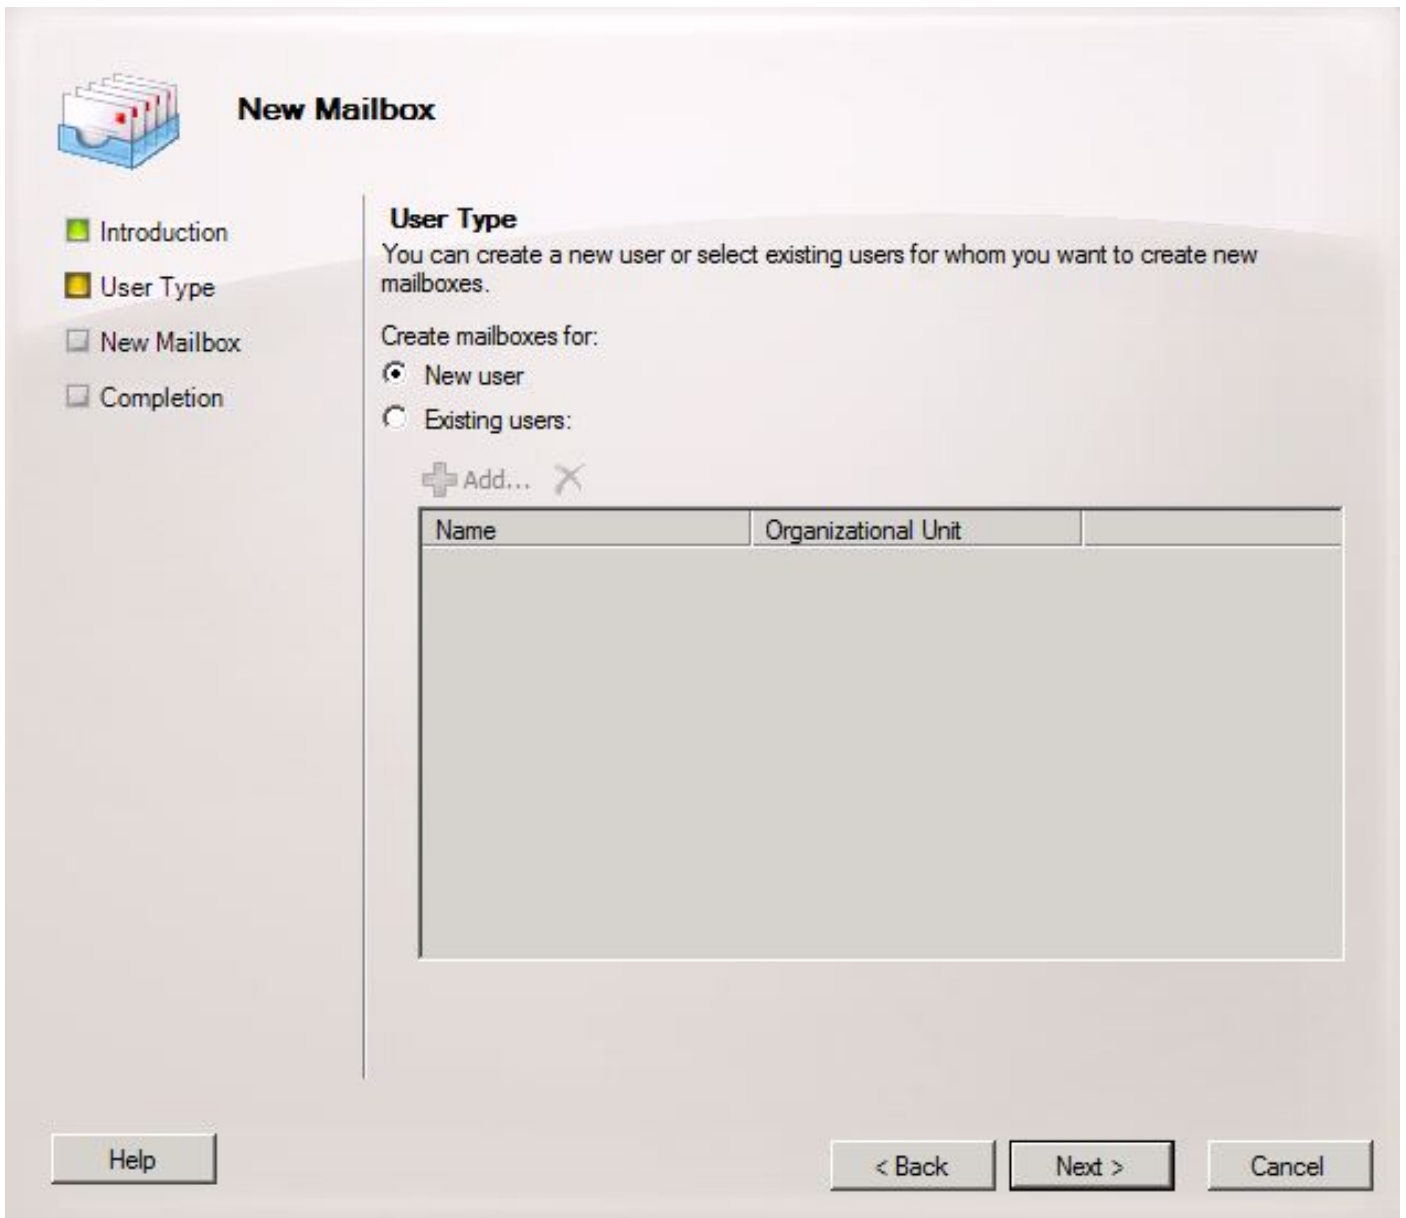 New Mailbox
Introduction
User Type
New Mailbox
Completion
User Type
You can create a new user or select existing users for whom you want to create new
mailboxes.
Create mailboxes for:
New user
Existing users:
Add...
Name Organizational Unit
Help < Back Next > Cancel